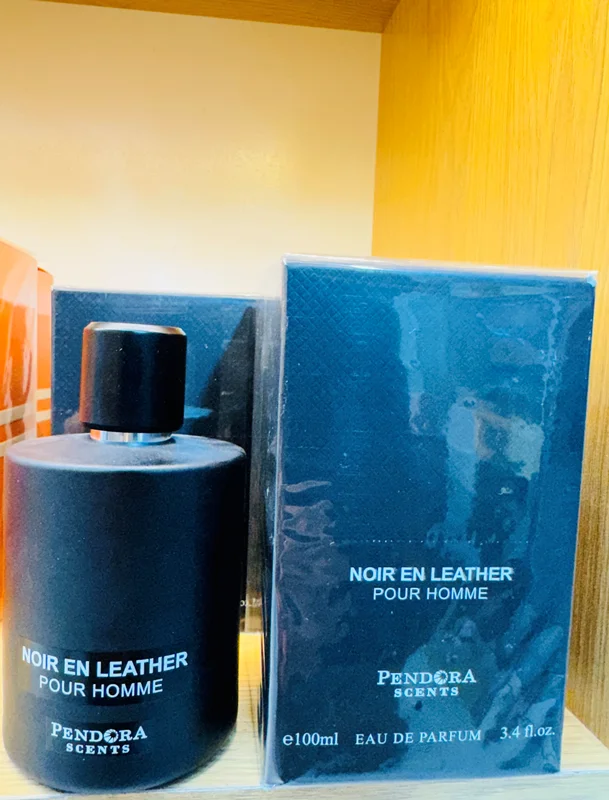 NOIR EN LEATHER
POUR HOMME
PENDORA
SCENTS
NOIR EN LEATHER
POUR HOMME
PENDORA
SCENTS
e100ml EAU DE PARFUM 3.4 fl.oz.